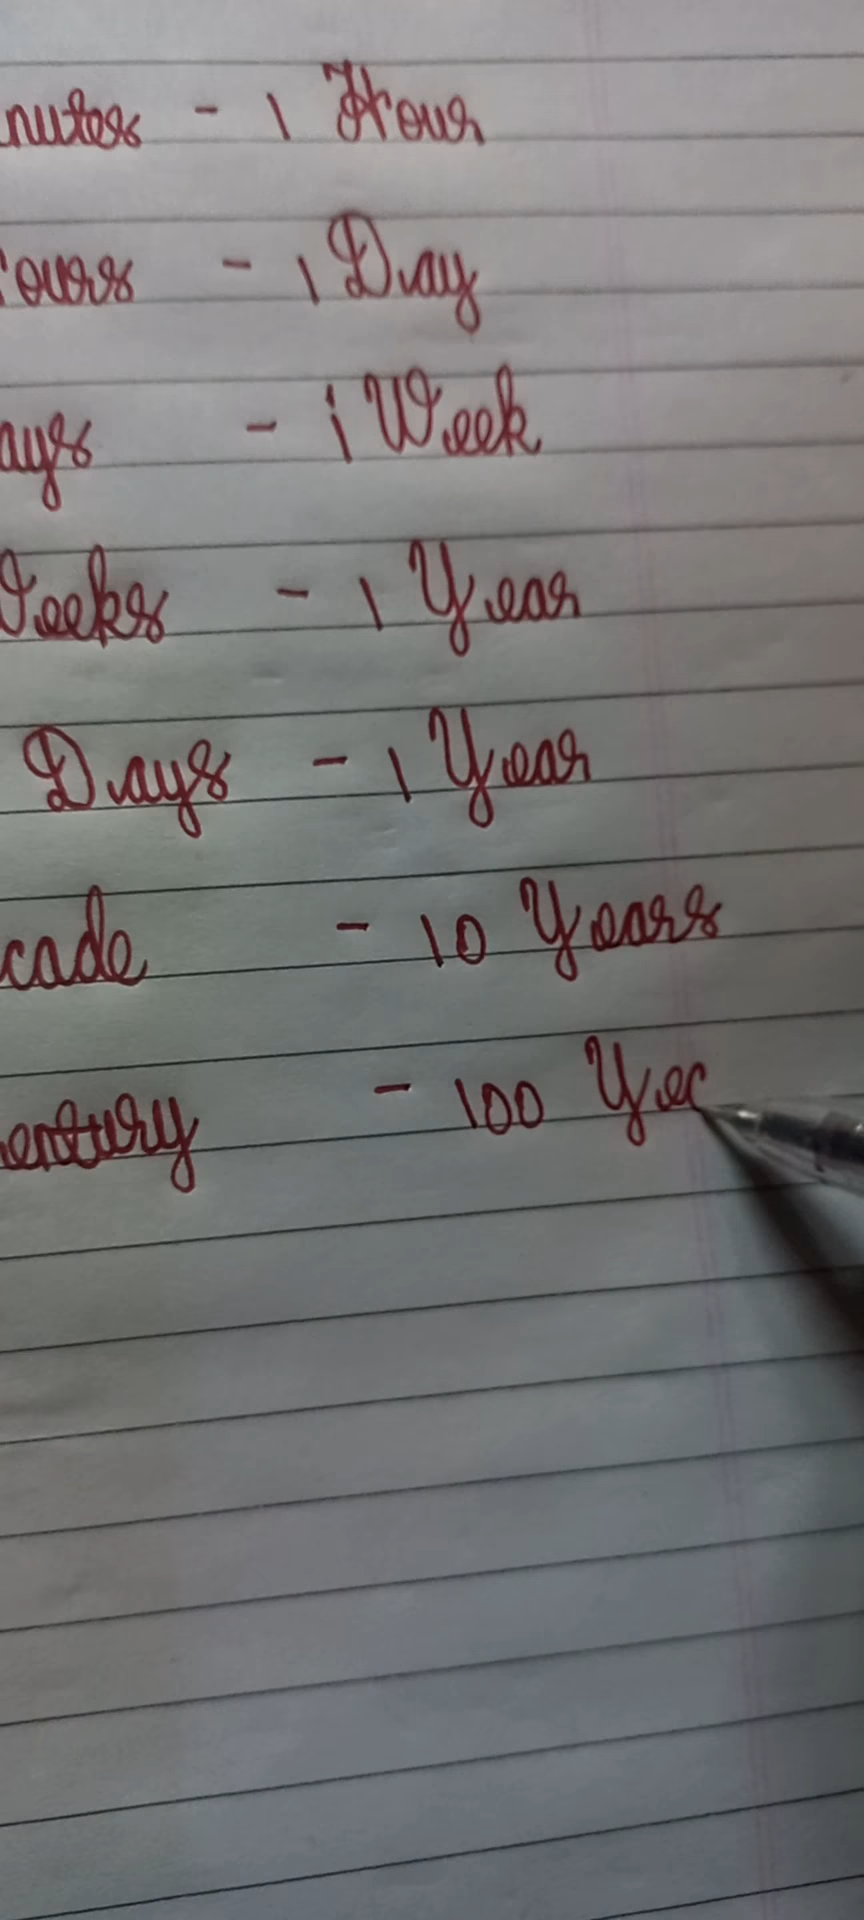 nutes - 1 Hour
ours - 1 Day
ays - 1 Week
Weeks - 1 Year
Days - 1 Year
cade - 10 Years
entury - 100 Yea